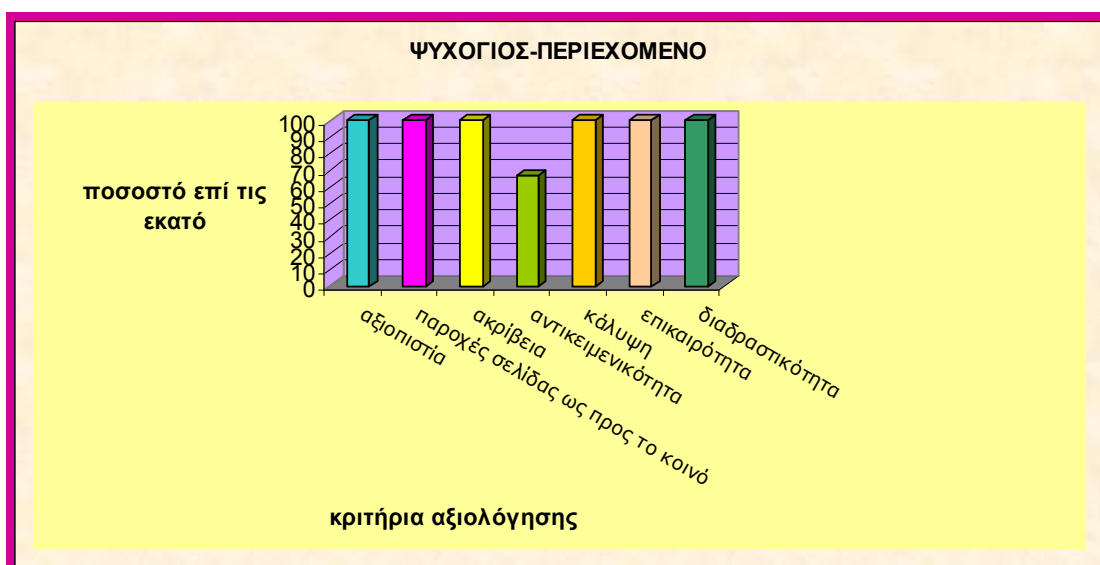 ΨΥΧΟΓΙΟΣ-ΠΕΡΙΕΧΟΜΕΝΟ
100
90
80
70
60
50
40
30
20
10
0
ποσοστό επί τις
εκατό
αξιοπιστία
παροχές σελίδας ως προς το κοινό
ακρίβεια
αντικειμενικότητα
κάλυψη
επικαιρότητα
διαδραστικότητα
κριτήρια αξιολόγησης